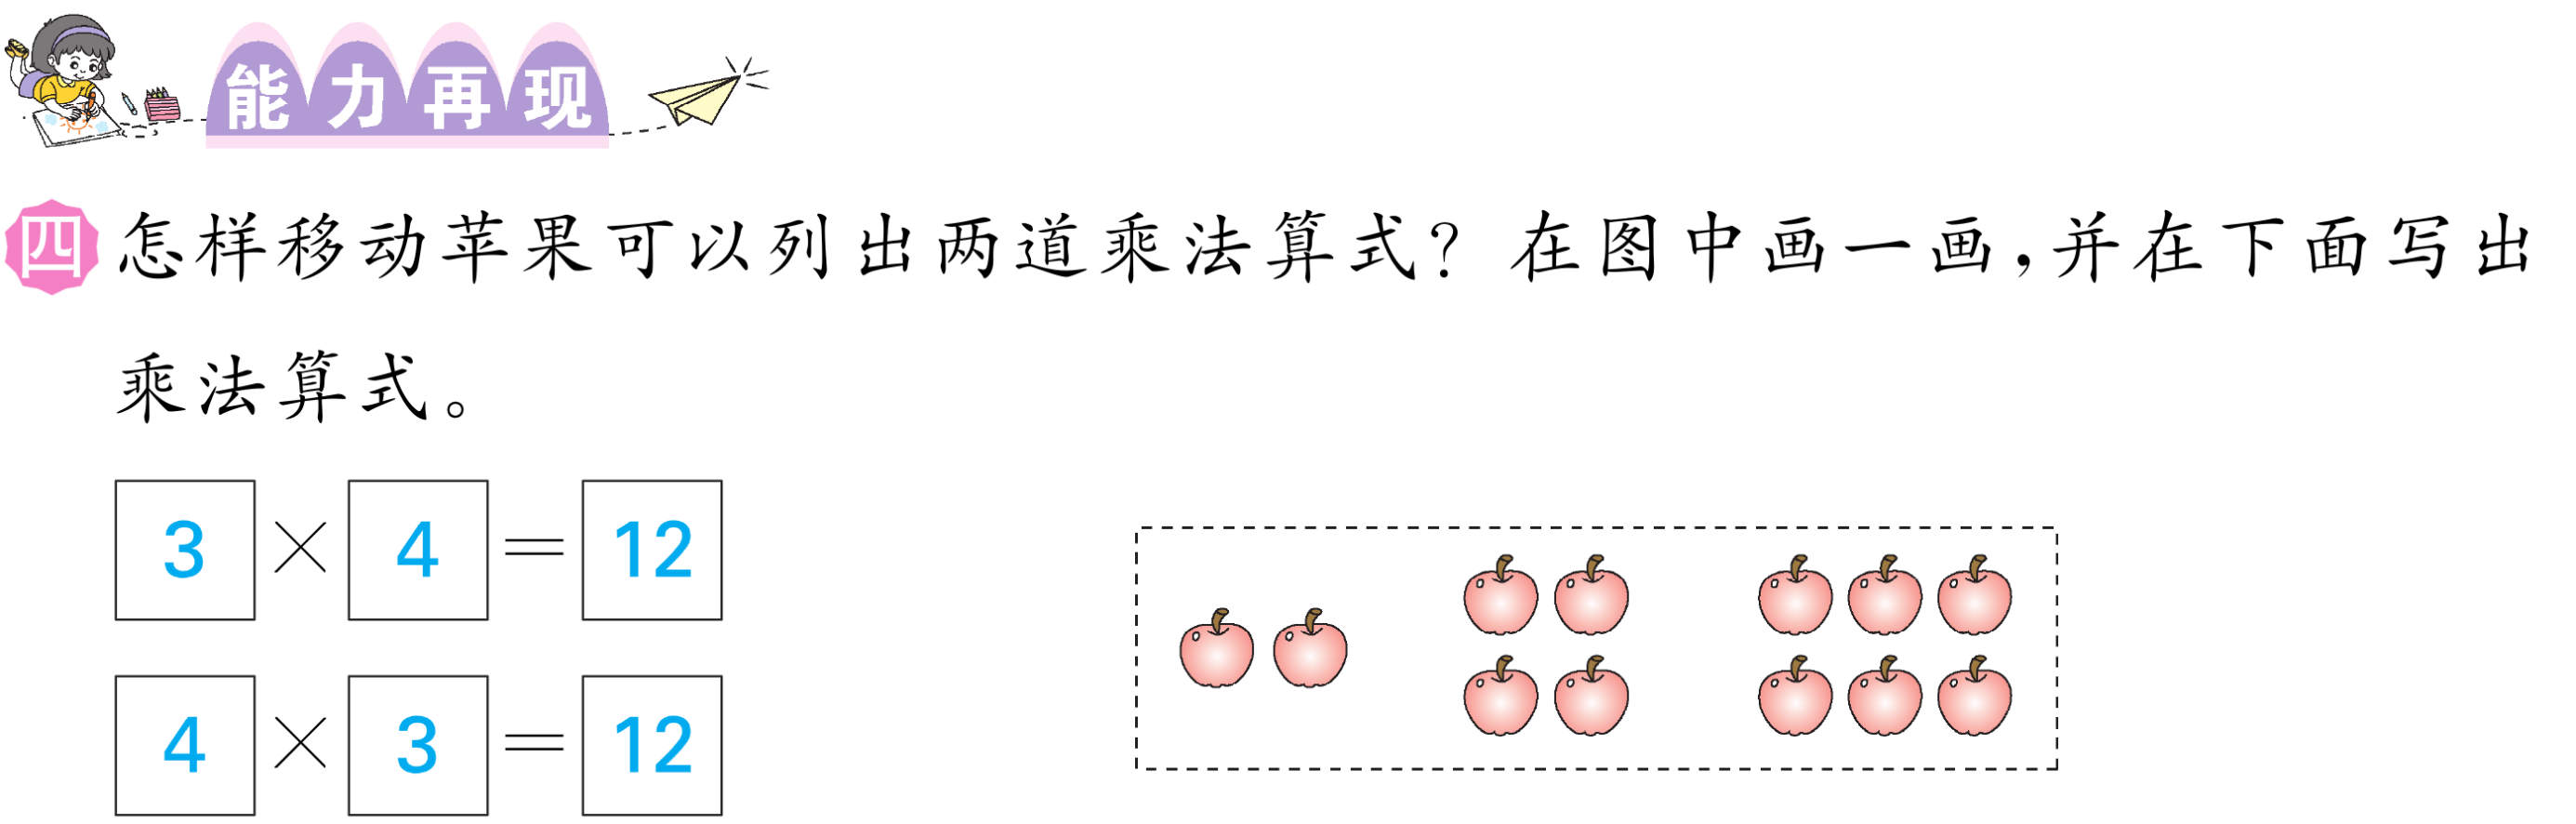 能力再现
四 怎样移动苹果可以列出两道乘法算式？在图中画一画，并在下面写出
乘法算式。
3 × 4 = 12
4 × 3 = 12